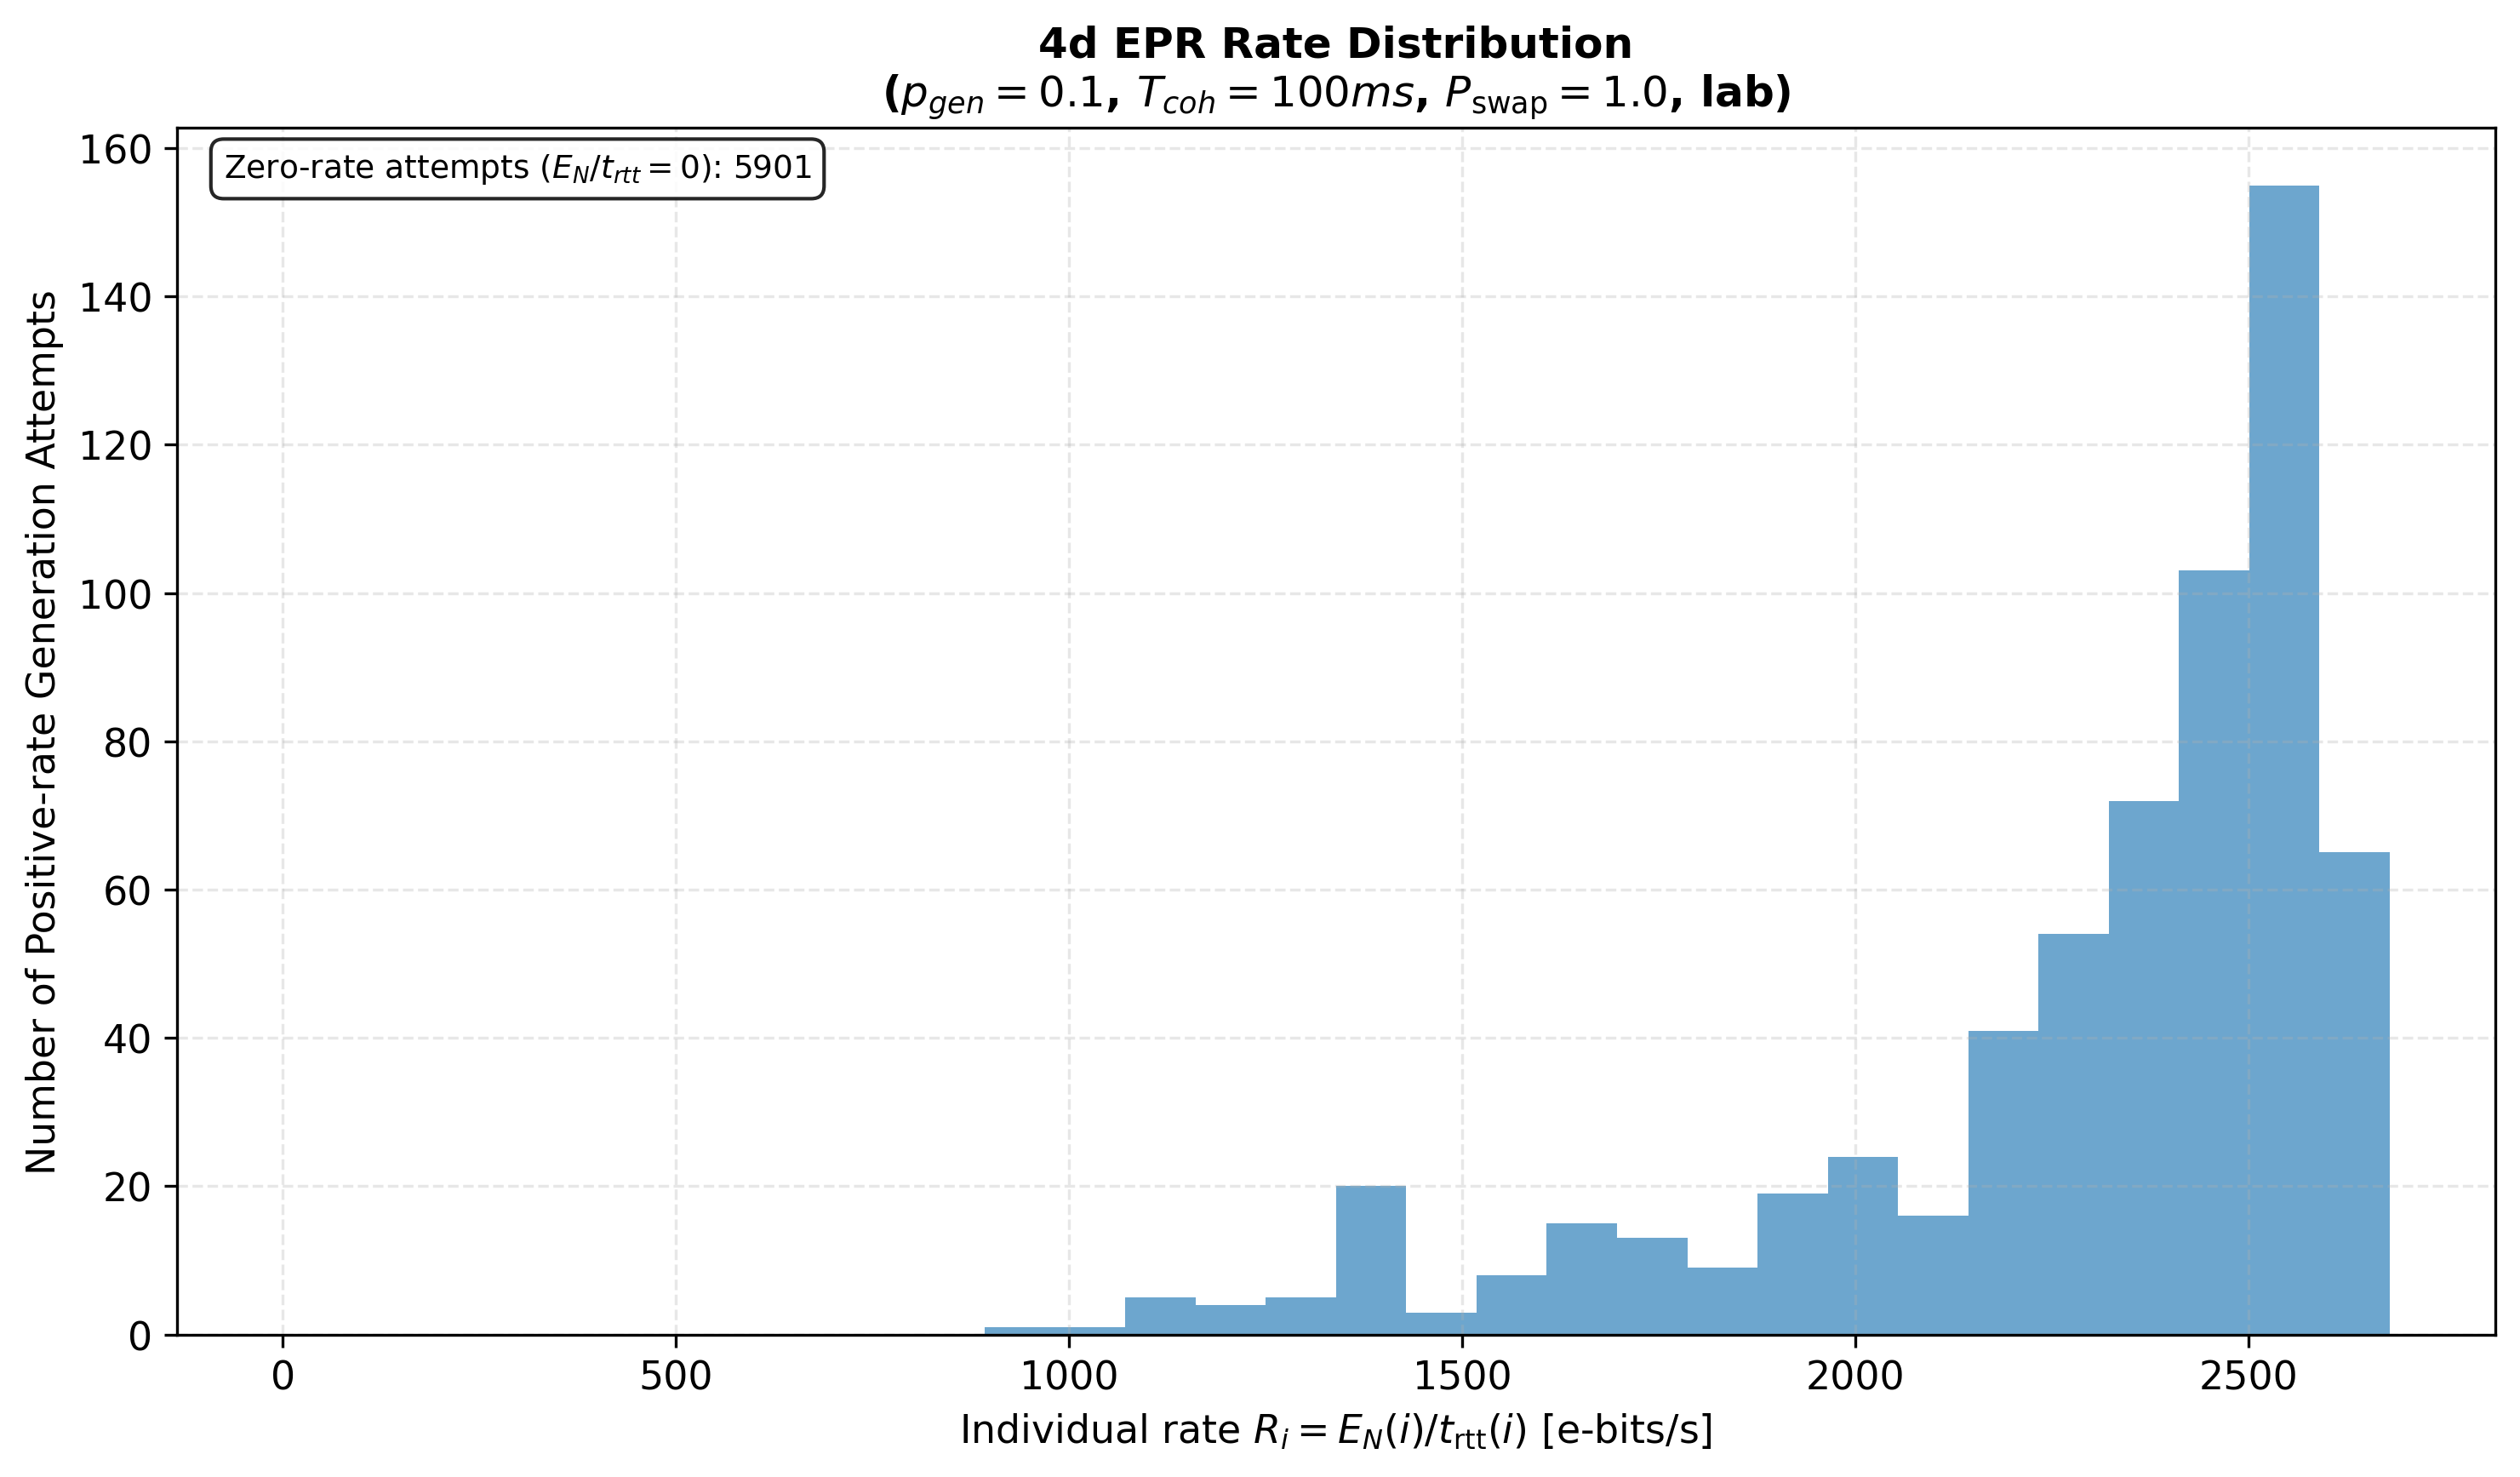 4d EPR Rate Distribution
(p_gen = 0.1, T_coh = 100ms, P_swap = 1.0, lab)
Zero-rate attempts (E_N/t_rtt = 0): 5901
Number of Positive-rate Generation Attempts
160
140
120
100
80
60
40
20
0
0 500 1000 1500 2000 2500
Individual rate R_i = E_N(i)/t_rtt(i) [e-bits/s]